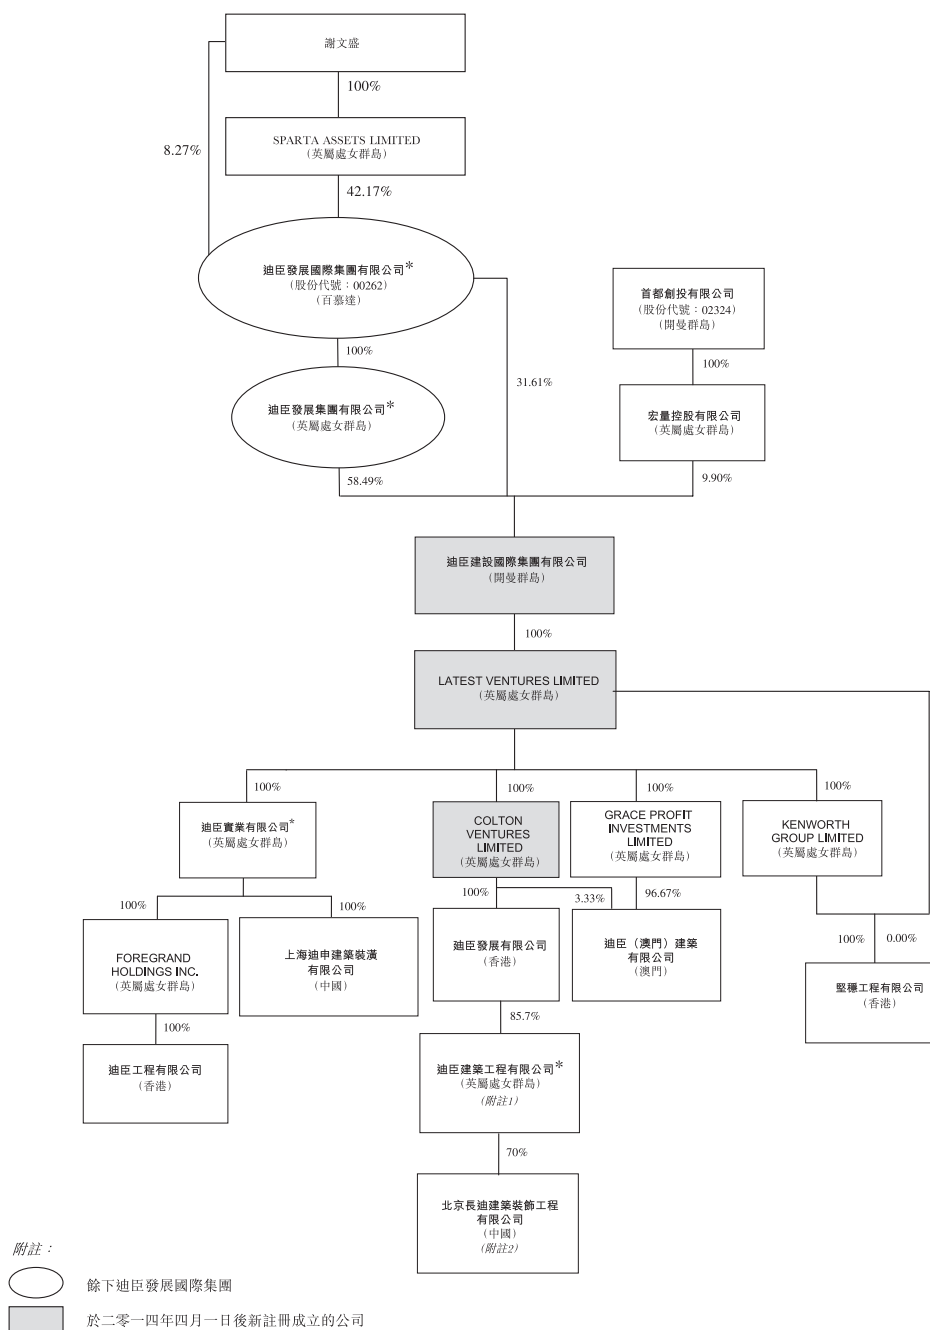 謝文盛
100%
SPARTA ASSETS LIMITED
(英屬處女群島)
8.27%
42.17%
迪臣發展國際集團有限公司*
(股份代號：00262)
(百慕達)
首都創投有限公司
(股份代號：02324)
(開曼群島)
100%
100%
31.61%
迪臣發展集團有限公司*
(英屬處女群島)
宏量控股有限公司
(英屬處女群島)
58.49%
9.90%
迪臣建設國際集團有限公司
(開曼群島)
100%
LATEST VENTURES LIMITED
(英屬處女群島)
100%
100%
100%
100%
迪臣實業有限公司*
(英屬處女群島)
COLTON
VENTURES
LIMITED
(英屬處女群島)
GRACE PROFIT
INVESTMENTS
LIMITED
(英屬處女群島)
KENWORTH
GROUP LIMITED
(英屬處女群島)
100%
100%
100%
3.33%
96.67%
100%
0.00%
FOREGRAND
HOLDINGS INC.
(英屬處女群島)
上海迪申建築裝潢
有限公司
(中國)
迪臣發展有限公司
(香港)
迪臣（澳門）建築
有限公司
(澳門)
堅穩工程有限公司
(香港)
100%
85.7%
迪臣工程有限公司
(香港)
迪臣建築工程有限公司*
(英屬處女群島)
(附註1)
70%
北京長迪建築裝飾工程
有限公司
(中國)
(附註2)
附註：
餘下迪臣發展國際集團
於二零一四年四月一日後新註冊成立的公司